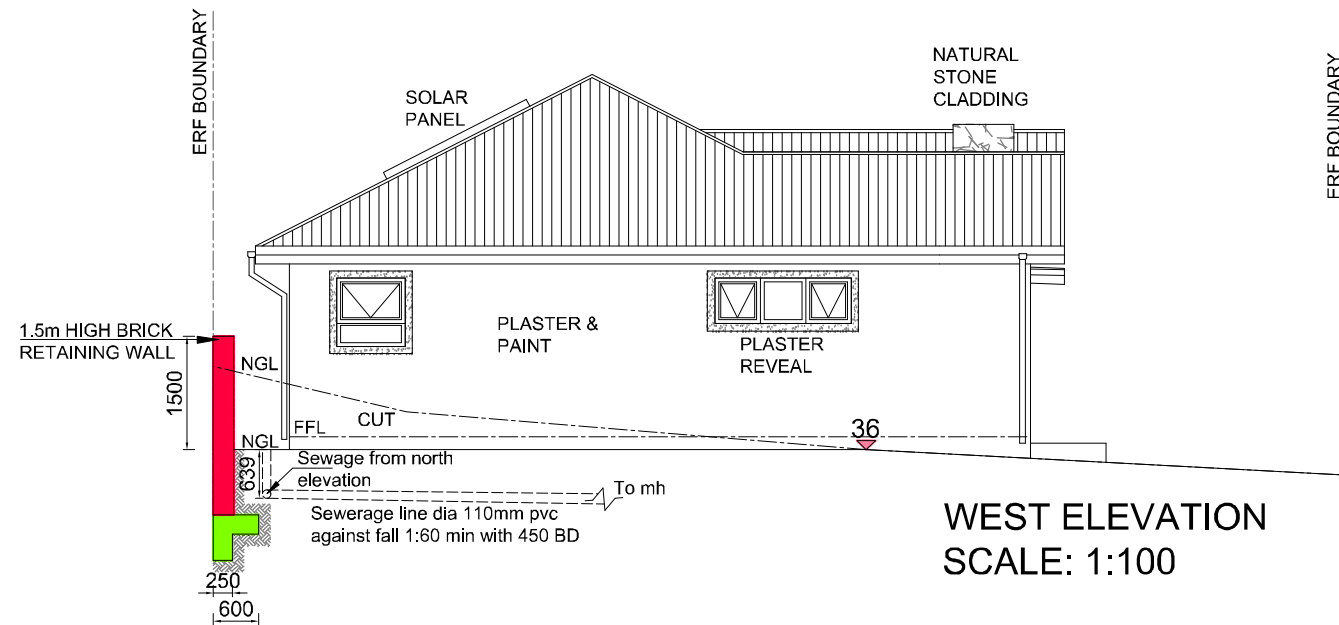 ERF BOUNDARY
SOLAR
PANEL
NATURAL
STONE
CLADDING
ERF BOUNDARY
1.5m HIGH BRICK
RETAINING WALL
1500
NGL
PLASTER &
PAINT
PLASTER
REVEAL
CUT
FFL
36
NGL
639
Sewage from north
elevation
To mh
Sewerage line dia 110mm pvc
against fall 1:60 min with 450 BD
250
600
WEST ELEVATION
SCALE: 1:100